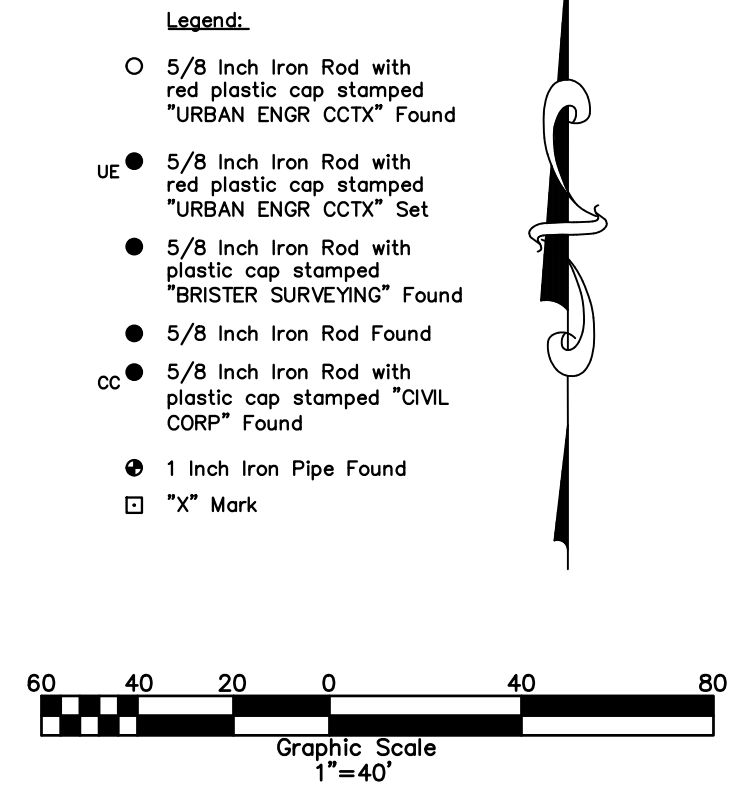 Legend:
5/8 Inch Iron Rod with
red plastic cap stamped
"URBAN ENGR CCTX" Found
UE 5/8 Inch Iron Rod with
red plastic cap stamped
"URBAN ENGR CCTX" Set
5/8 Inch Iron Rod with
plastic cap stamped
"BRISTER SURVEYING" Found
5/8 Inch Iron Rod Found
CC 5/8 Inch Iron Rod with
plastic cap stamped "CIVIL
CORP" Found
1 Inch Iron Pipe Found
"X" Mark
60 40 20 0 40 80
Graphic Scale
1"=40'